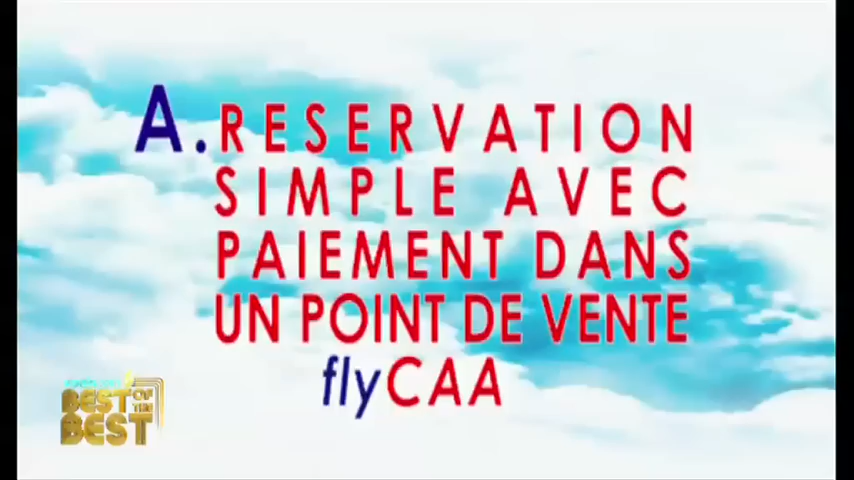 A. RESERVATION
SIMPLE AVEC
PAIEMENT DANS
UN POINT DE VENTE
flyCAA
BEST OF THE
BEST